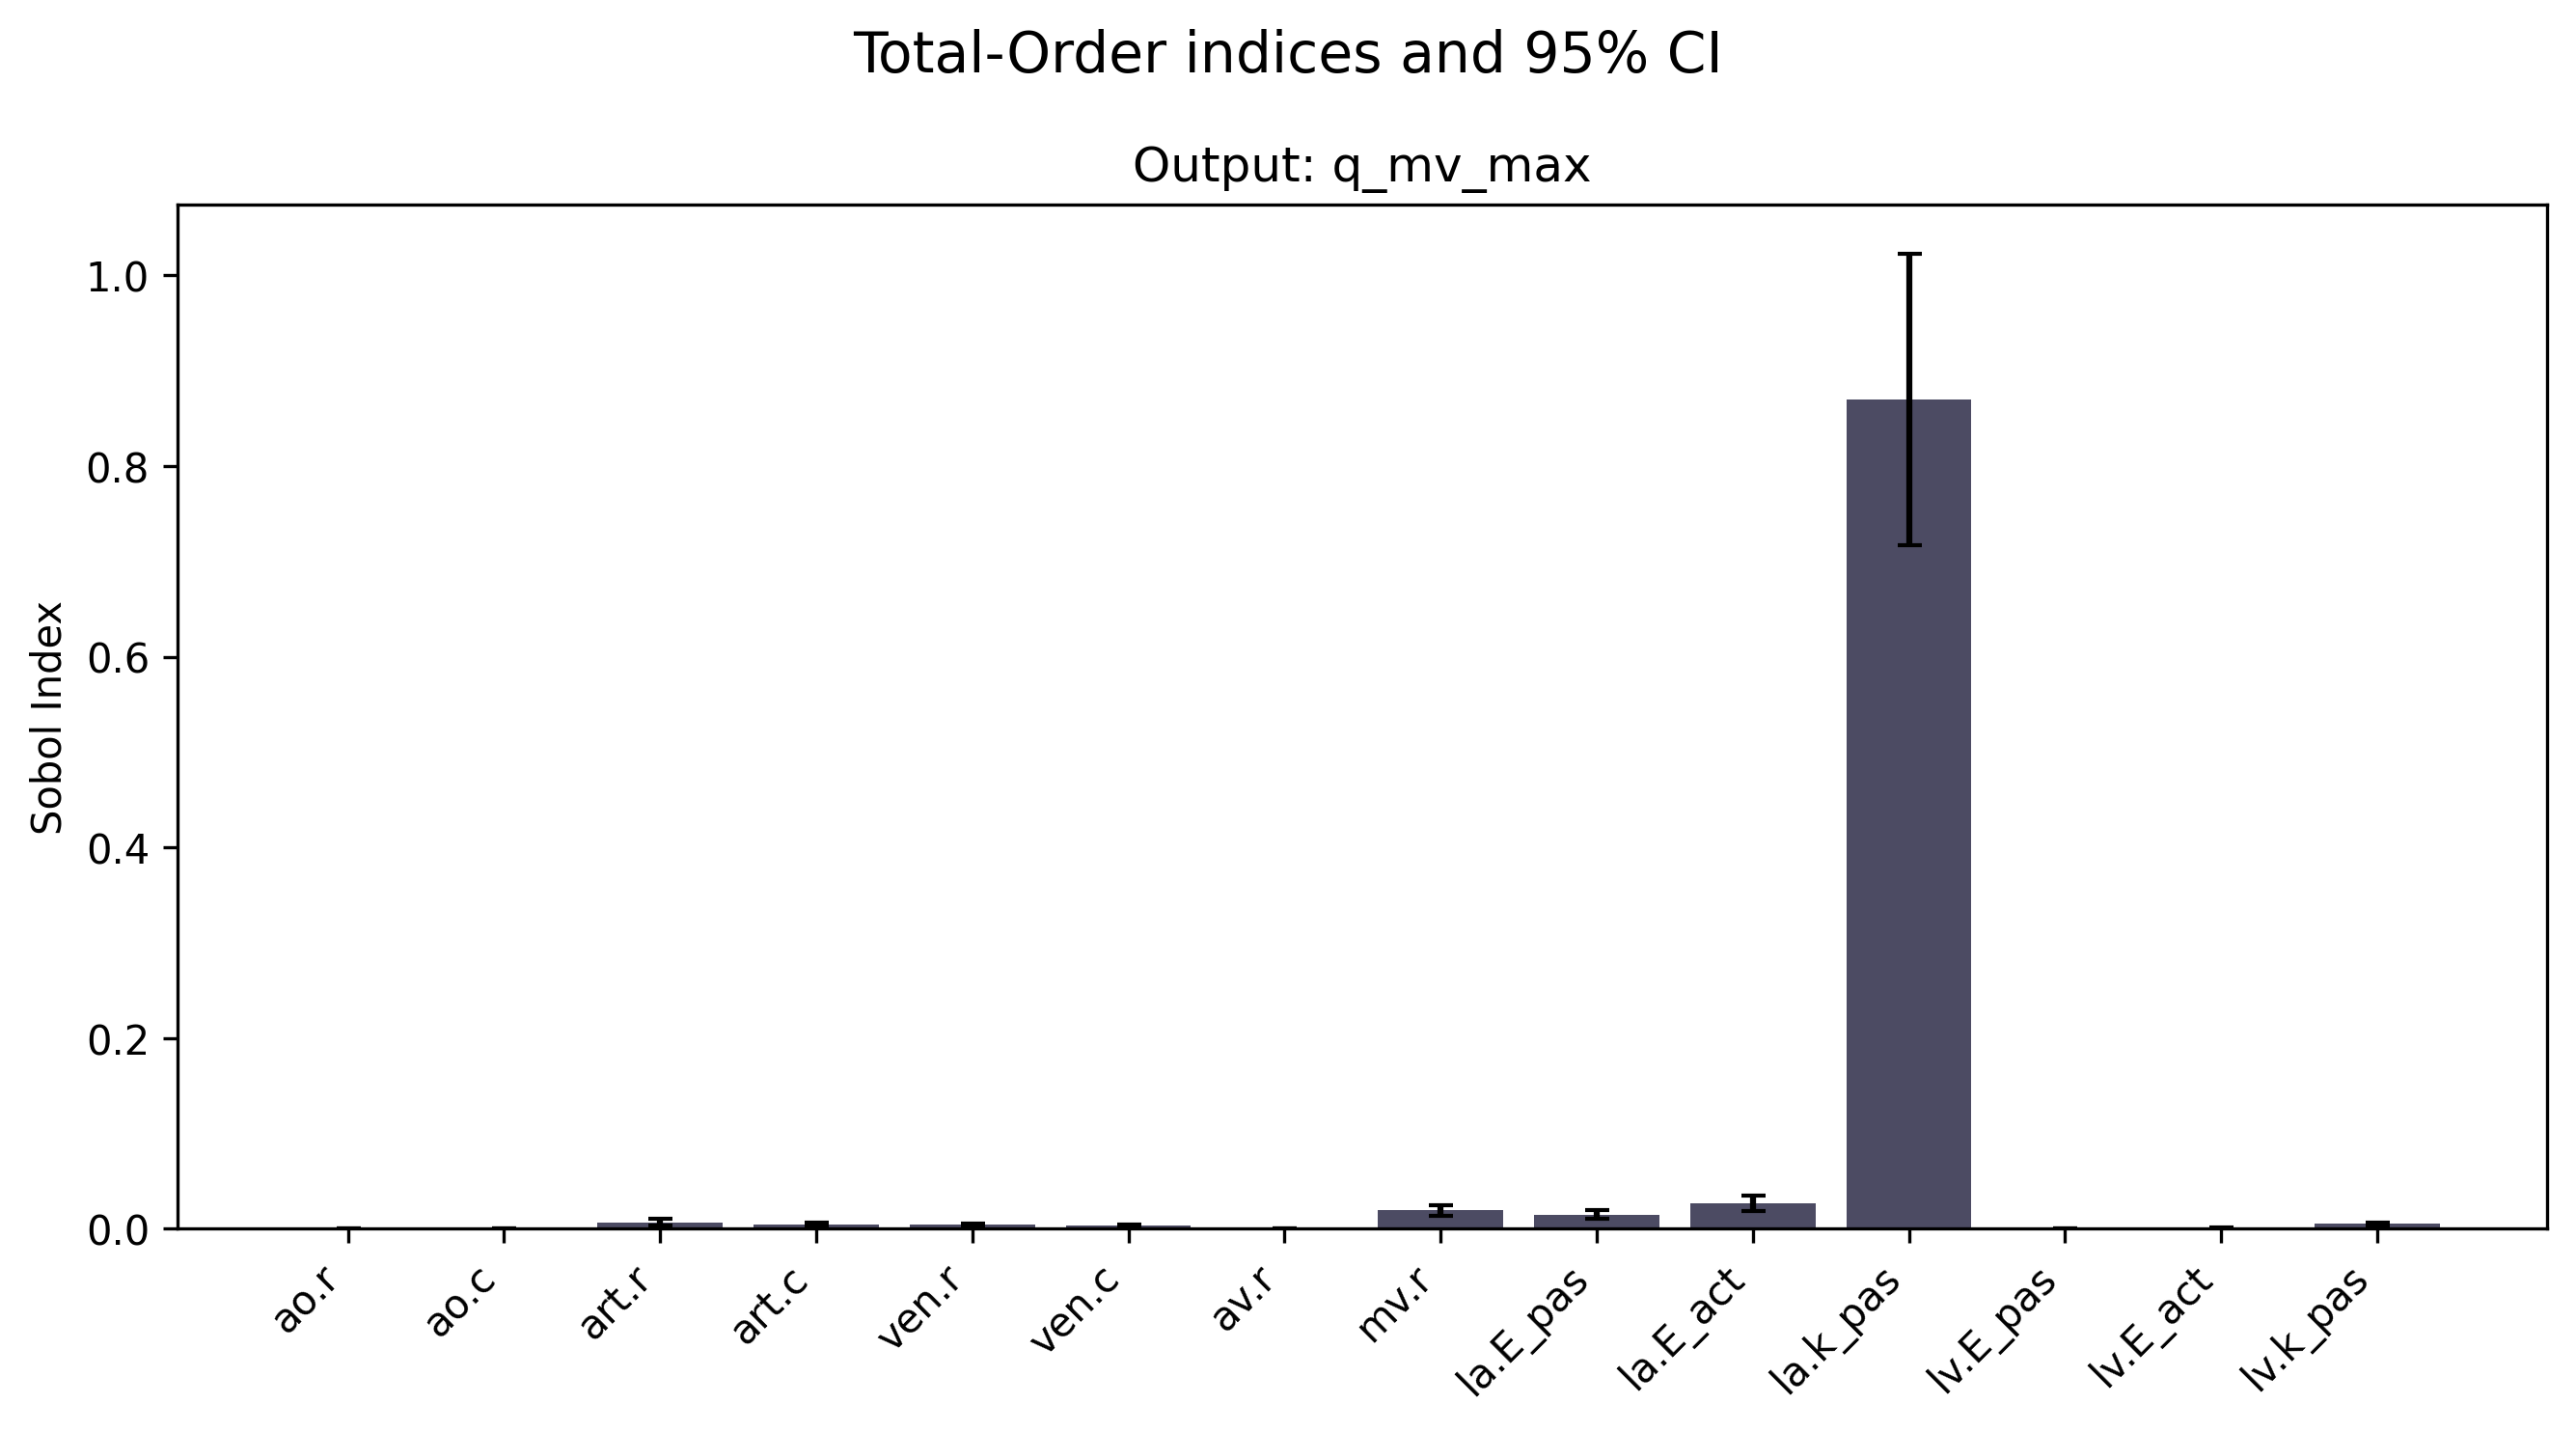 Total-Order indices and 95% CI
Output: q_mv_max
Sobol Index
1.0
0.8
0.6
0.4
0.2
0.0
ao.r
ao.c
art.r
art.c
ven.r
ven.c
av.r
mv.r
la.E_pas
la.E_act
la.k_pas
lv.E_pas
lv.E_act
lv.k_pas